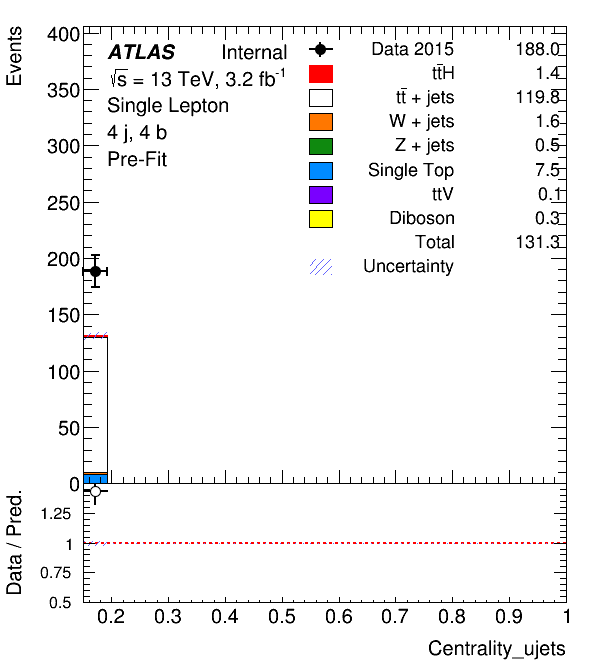 Events
400
350
300
250
200
150
100
50
0
ATLAS Internal
√s = 13 TeV, 3.2 fb⁻¹
Single Lepton
4 j, 4 b
Pre-Fit
Data 2015 188.0
tt̄H 1.4
tt̄ + jets 119.8
W + jets 1.6
Z + jets 0.5
Single Top 7.5
ttV 0.1
Diboson 0.3
Total 131.3
Uncertainty
Data / Pred.
1.25
1
0.75
0.5
0.2 0.3 0.4 0.5 0.6 0.7 0.8 0.9 1
Centrality_ujets